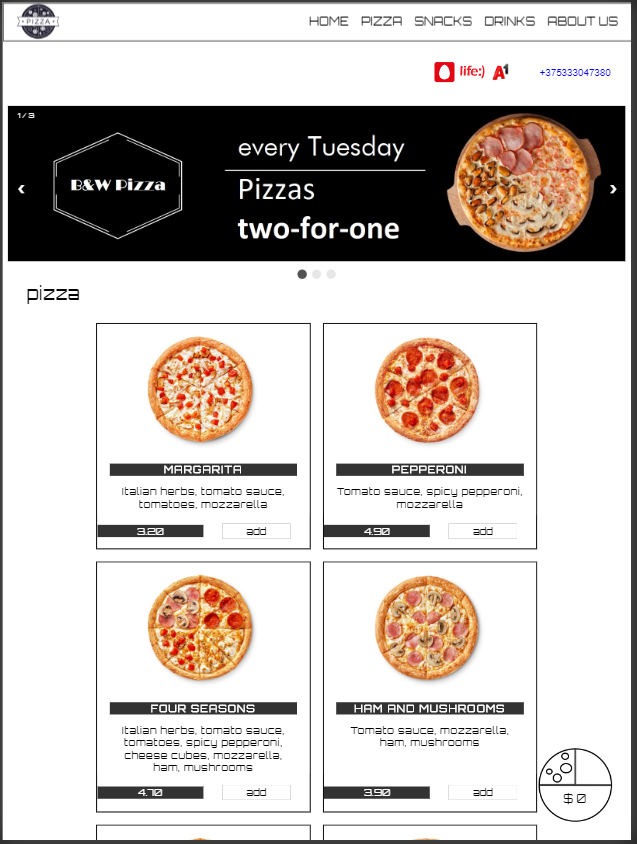 PIZZA
HOME PIZZA SNACKS DRINKS ABOUT US
life:) A1
+375333047380
1 / 3
B&W Pizza
every Tuesday
Pizzas
two-for-one
❮
❯
pizza
MARGARITA
Italian herbs, tomato sauce,
tomatoes, mozzarella
3.20 add
PEPPERONI
Tomato sauce, spicy pepperoni,
mozzarella
4.90 add
FOUR SEASONS
Italian herbs, tomato sauce,
tomatoes, spicy pepperoni,
cheese cubes, mozzarella,
ham, mushrooms
4.70 add
HAM AND MUSHROOMS
Tomato sauce, mozzarella,
ham, mushrooms
3.90 add
$ 0